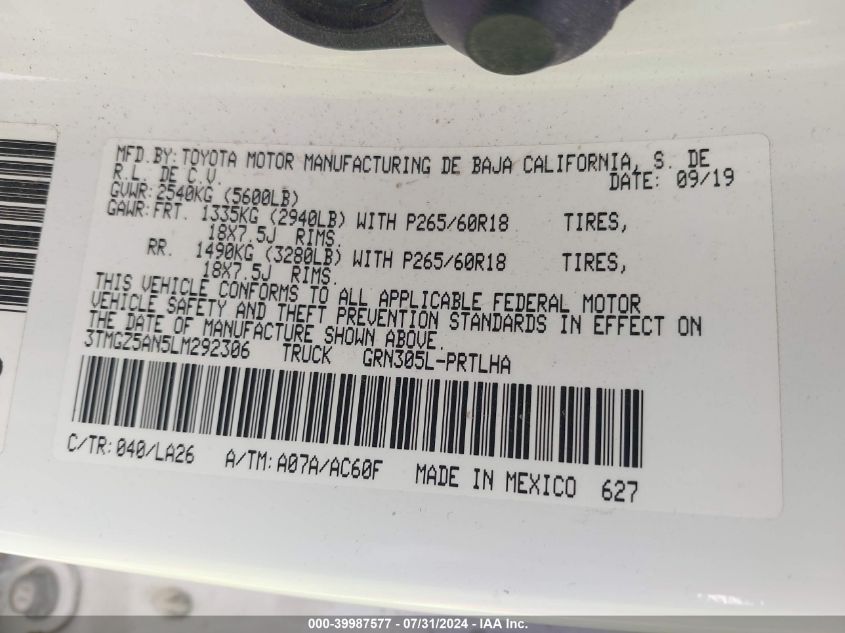 MFD.BY:TOYOTA MOTOR MANUFACTURING DE BAJA CALIFORNIA, S. DE
R.L. DE C.V. DATE: 09/19
GVWR:2540KG (5600LB)
GAWR:FRT. 1335KG (2940LB) WITH P265/60R18 TIRES,
18X7.5J RIMS.
RR. 1490KG (3280LB) WITH P265/60R18 TIRES,
18X7.5J RIMS.
THIS VEHICLE CONFORMS TO ALL APPLICABLE FEDERAL MOTOR
VEHICLE SAFETY AND THEFT PREVENTION STANDARDS IN EFFECT ON
THE DATE OF MANUFACTURE SHOWN ABOVE.
3TMGZ5AN5LM292306 TRUCK GRN305L-PRTLHA
C/TR:040/LA26 A/TM:A07A/AC60F MADE IN MEXICO 627
000-39987577 - 07/31/2024 - IAA Inc.